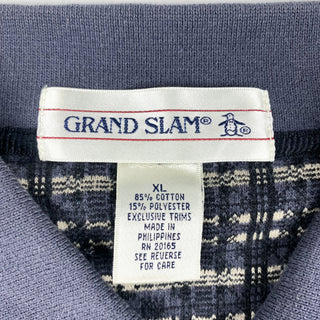 GRAND SLAM®
XL
85% COTTON
15% POLYESTER
EXCLUSIVE TRIMS
MADE IN
PHILIPPINES
RN 20165
SEE REVERSE
FOR CARE